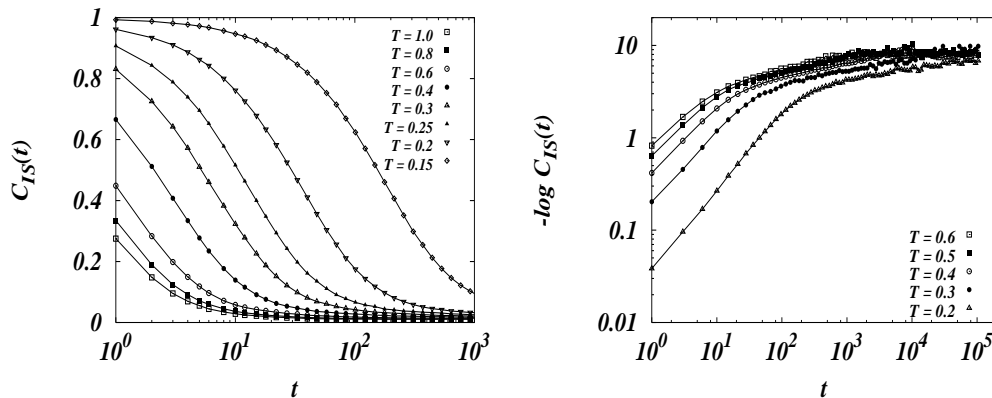 C_IS(t)
1
0.8
0.6
0.4
0.2
0
10^0
10^1
10^2
10^3
t
T = 1.0
T = 0.8
T = 0.6
T = 0.4
T = 0.3
T = 0.25
T = 0.2
T = 0.15
-log C_IS(t)
10
1
0.1
0.01
10^0
10^1
10^2
10^3
10^4
10^5
t
T = 0.6
T = 0.5
T = 0.4
T = 0.3
T = 0.2